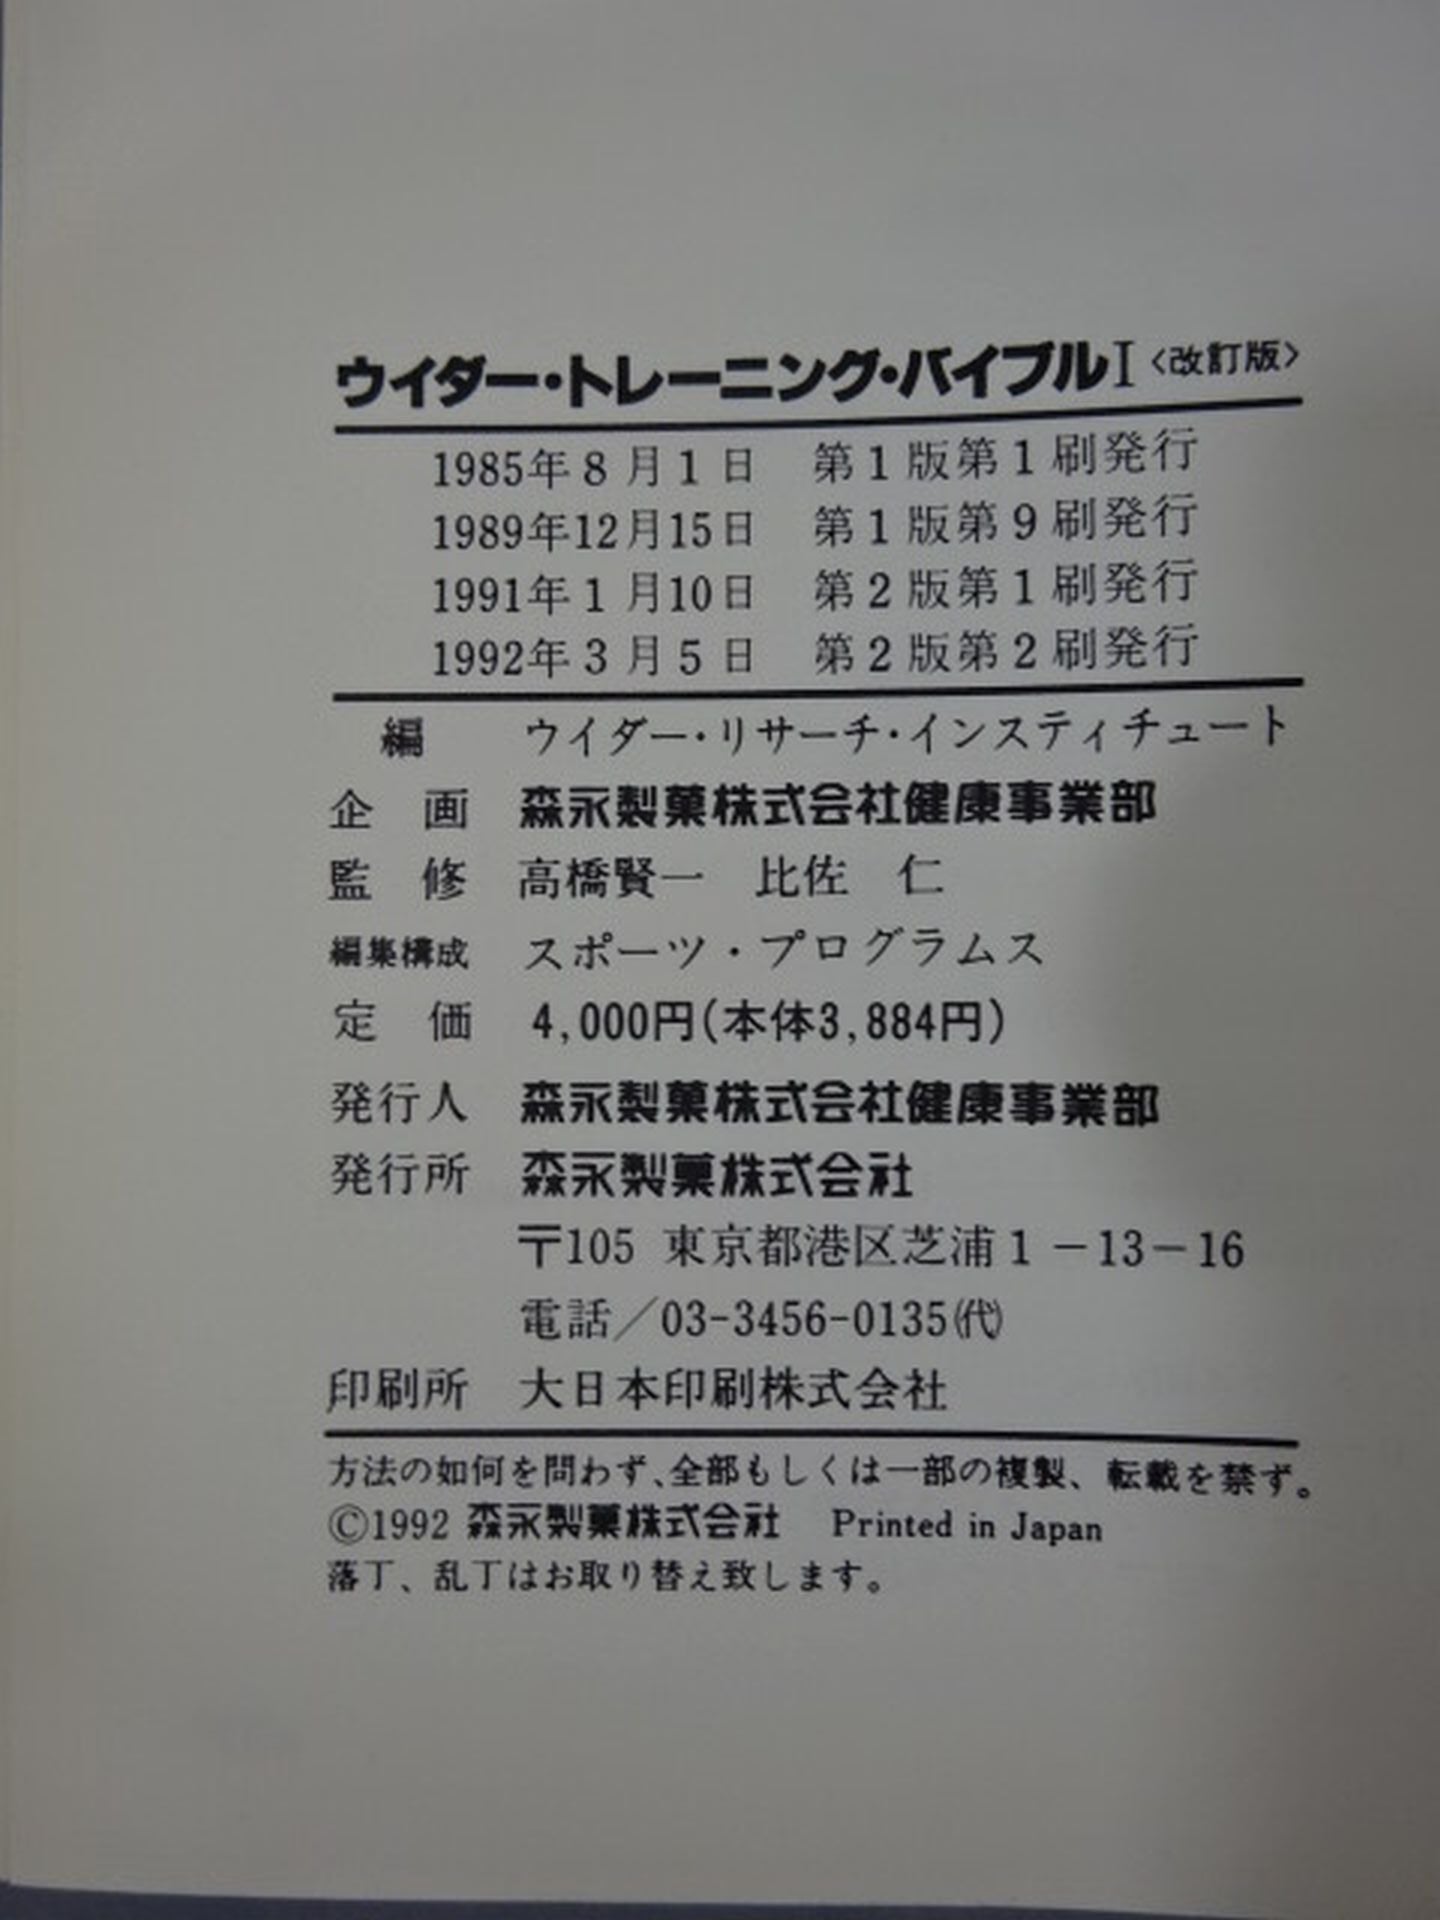 ウイダー・トレーニング・バイブルI〈改訂版〉
1985年8月1日 第1版第1刷発行
1989年12月15日 第1版第9刷発行
1991年1月10日 第2版第1刷発行
1992年3月5日 第2版第2刷発行
編 ウイダー・リサーチ・インスティチュート
企画 森永製菓株式会社健康事業部
監修 高橋賢一 比佐 仁
編集構成 スポーツ・プログラムス
定価 4,000円(本体3,884円)
発行人 森永製菓株式会社健康事業部
発行所 森永製菓株式会社
〒105 東京都港区芝浦1-13-16
電話/03-3456-0135㈹
印刷所 大日本印刷株式会社
方法の如何を問わず、全部もしくは一部の複製、転載を禁ず。
©1992 森永製菓株式会社 Printed in Japan
落丁、乱丁はお取り替え致します。